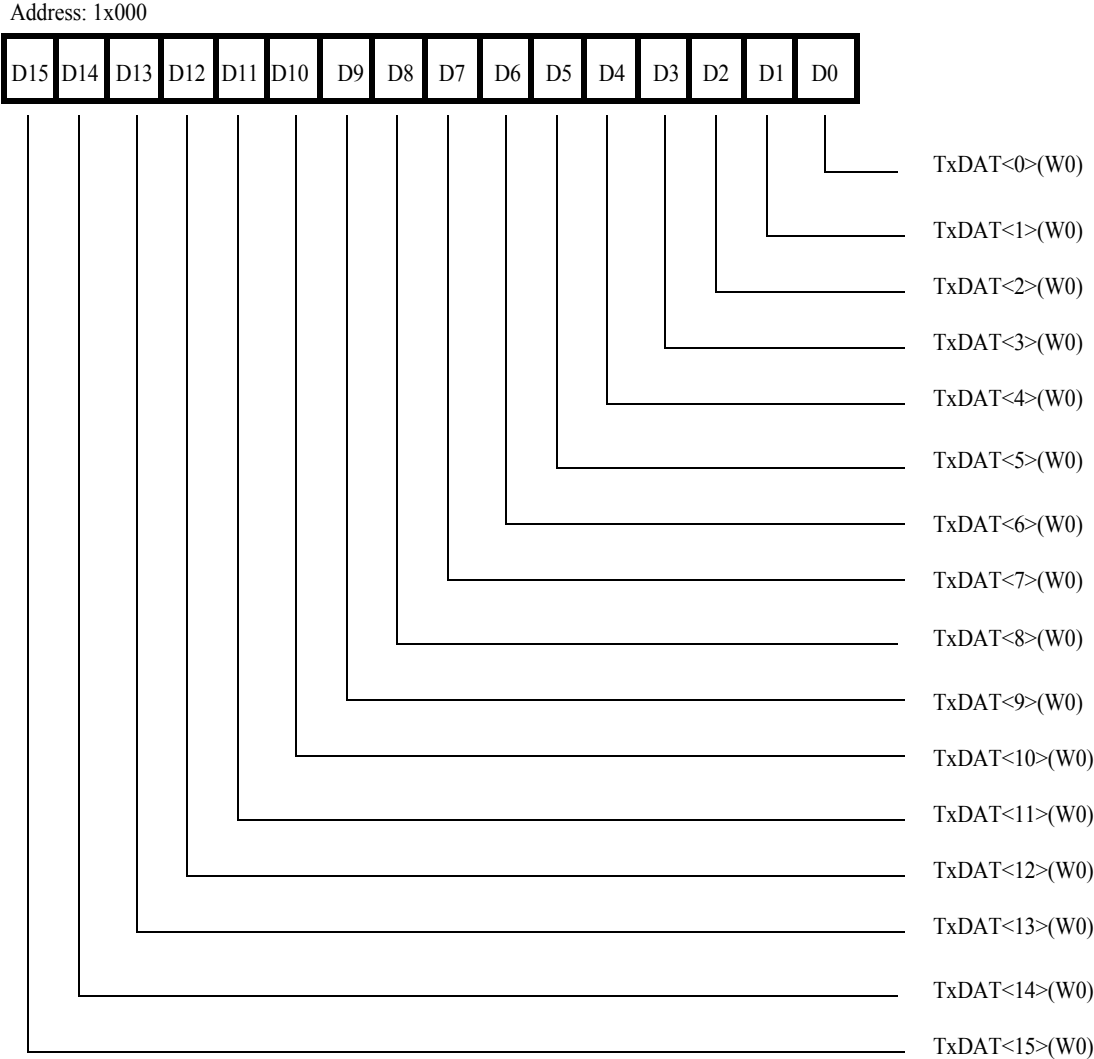 Address: 1x000
D15 D14 D13 D12 D11 D10 D9 D8 D7 D6 D5 D4 D3 D2 D1 D0
TxDAT<0>(W0)
TxDAT<1>(W0)
TxDAT<2>(W0)
TxDAT<3>(W0)
TxDAT<4>(W0)
TxDAT<5>(W0)
TxDAT<6>(W0)
TxDAT<7>(W0)
TxDAT<8>(W0)
TxDAT<9>(W0)
TxDAT<10>(W0)
TxDAT<11>(W0)
TxDAT<12>(W0)
TxDAT<13>(W0)
TxDAT<14>(W0)
TxDAT<15>(W0)